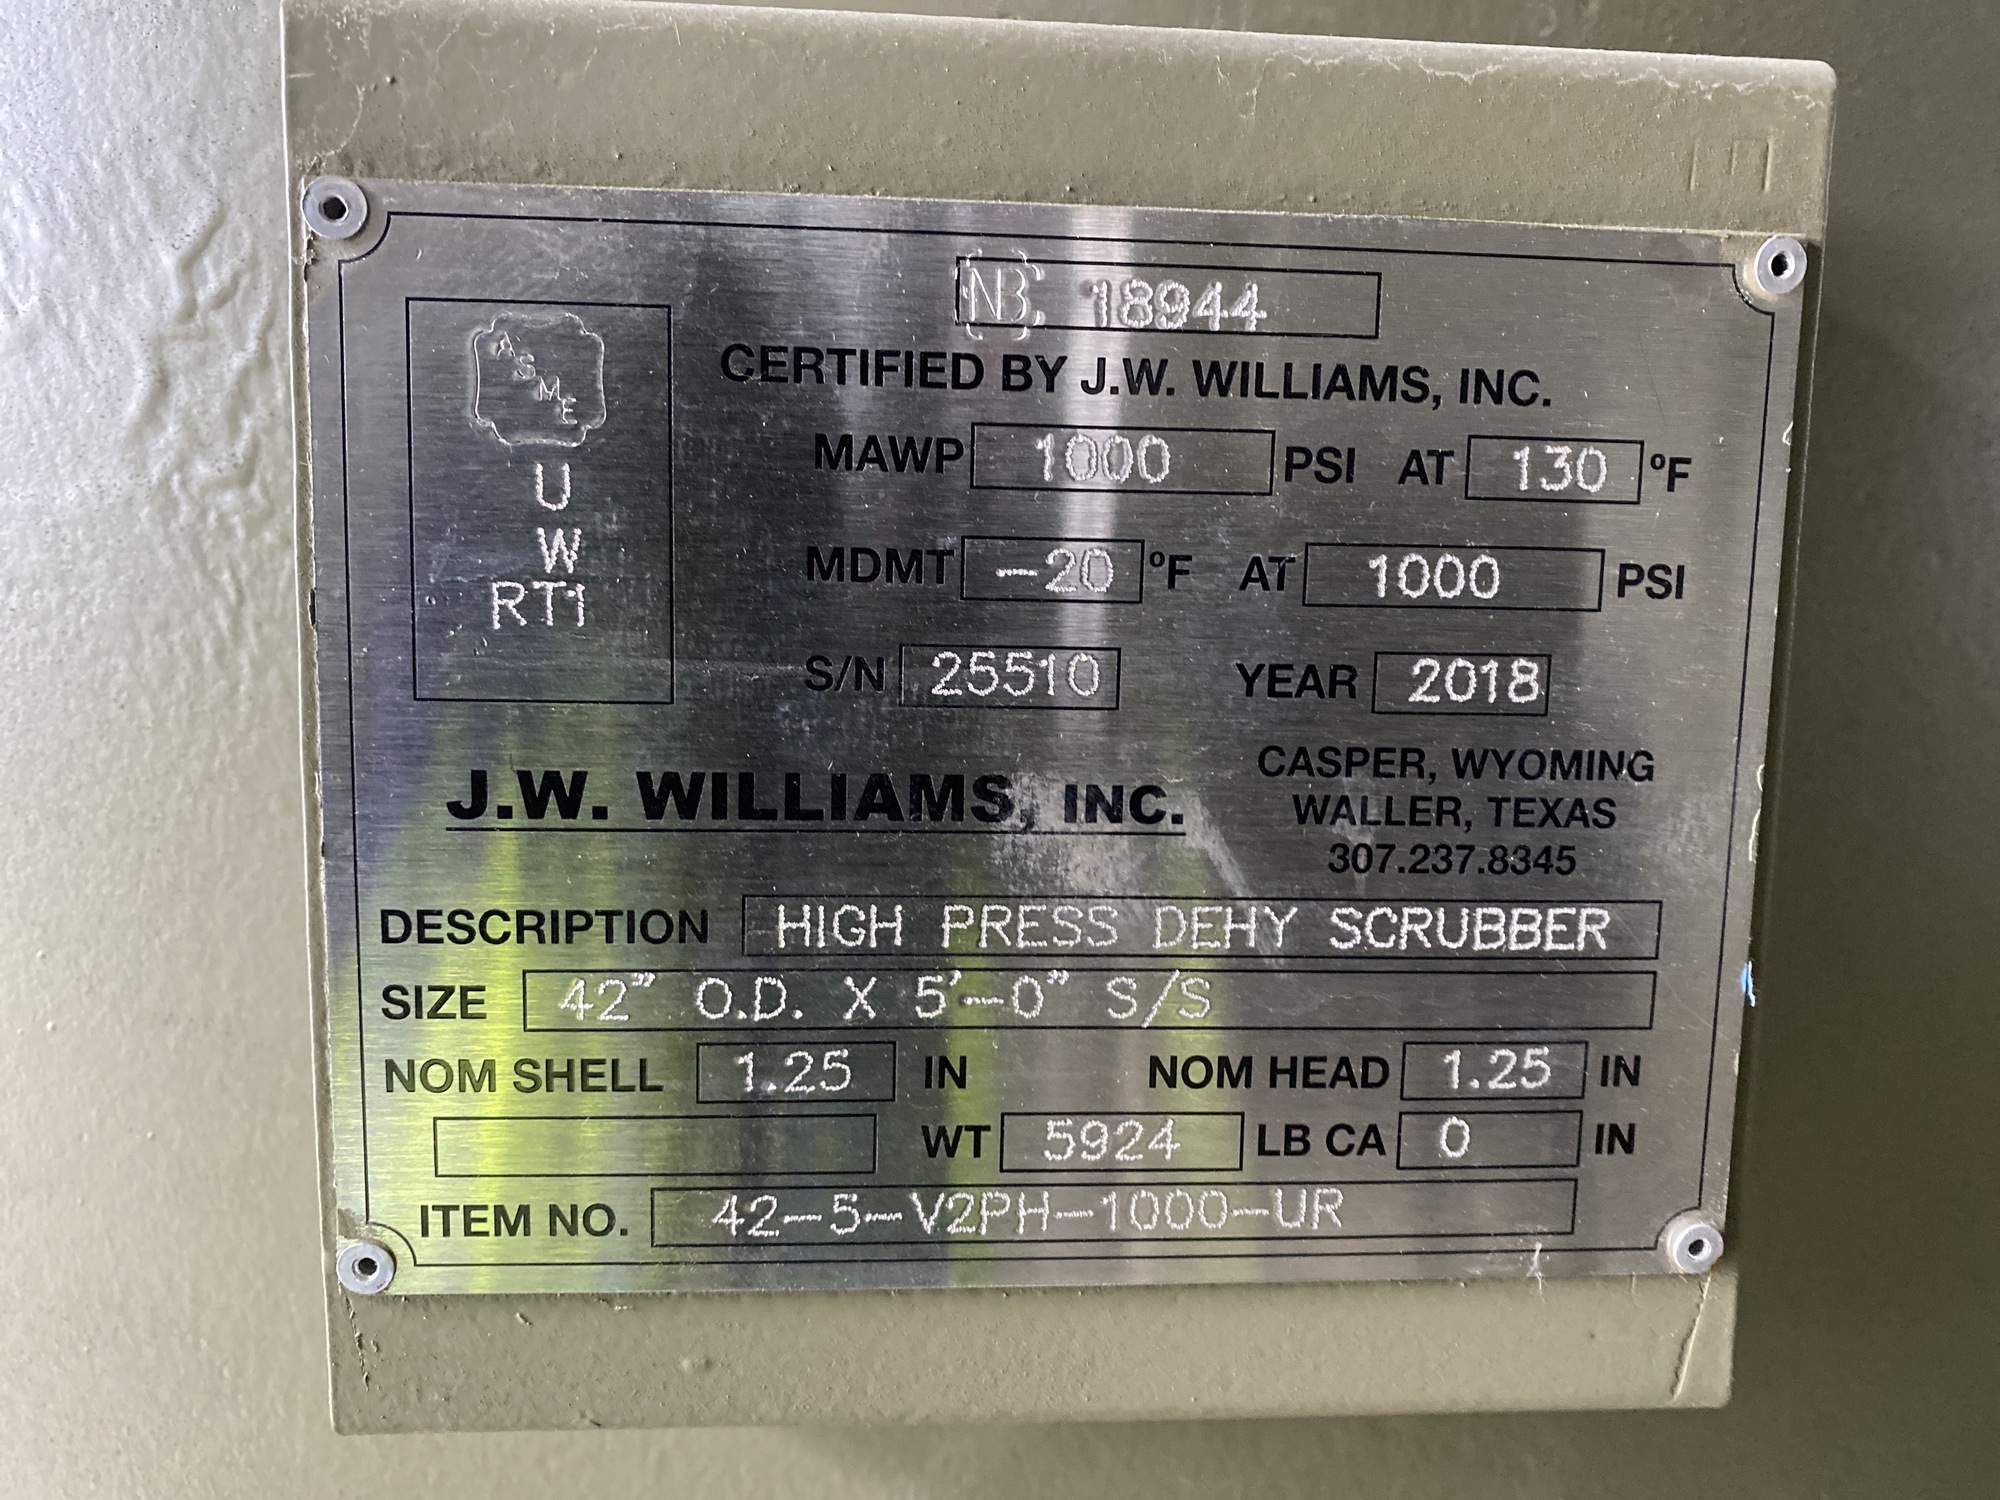 NB 18944
ASME
CERTIFIED BY J.W. WILLIAMS, INC.
U
W
RT1
MAWP 1000 PSI AT 130 ºF
MDMT -20 ºF AT 1000 PSI
S/N 25510 YEAR 2018
J.W. WILLIAMS, INC.
CASPER, WYOMING
WALLER, TEXAS
307.237.8345
DESCRIPTION HIGH PRESS DEHY SCRUBBER
SIZE 42" O.D. X 5'-0" S/S
NOM SHELL 1.25 IN NOM HEAD 1.25 IN
WT 5924 LB CA 0 IN
ITEM NO. 42-5-V2PH-1000-UR